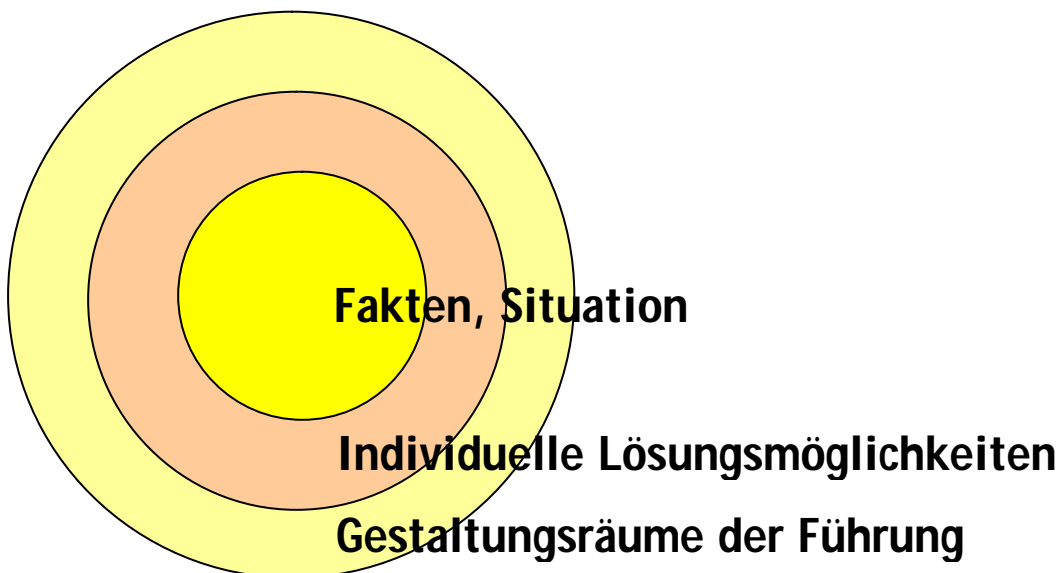 Fakten, Situation
Individuelle Lösungsmöglichkeiten
Gestaltungsräume der Führung